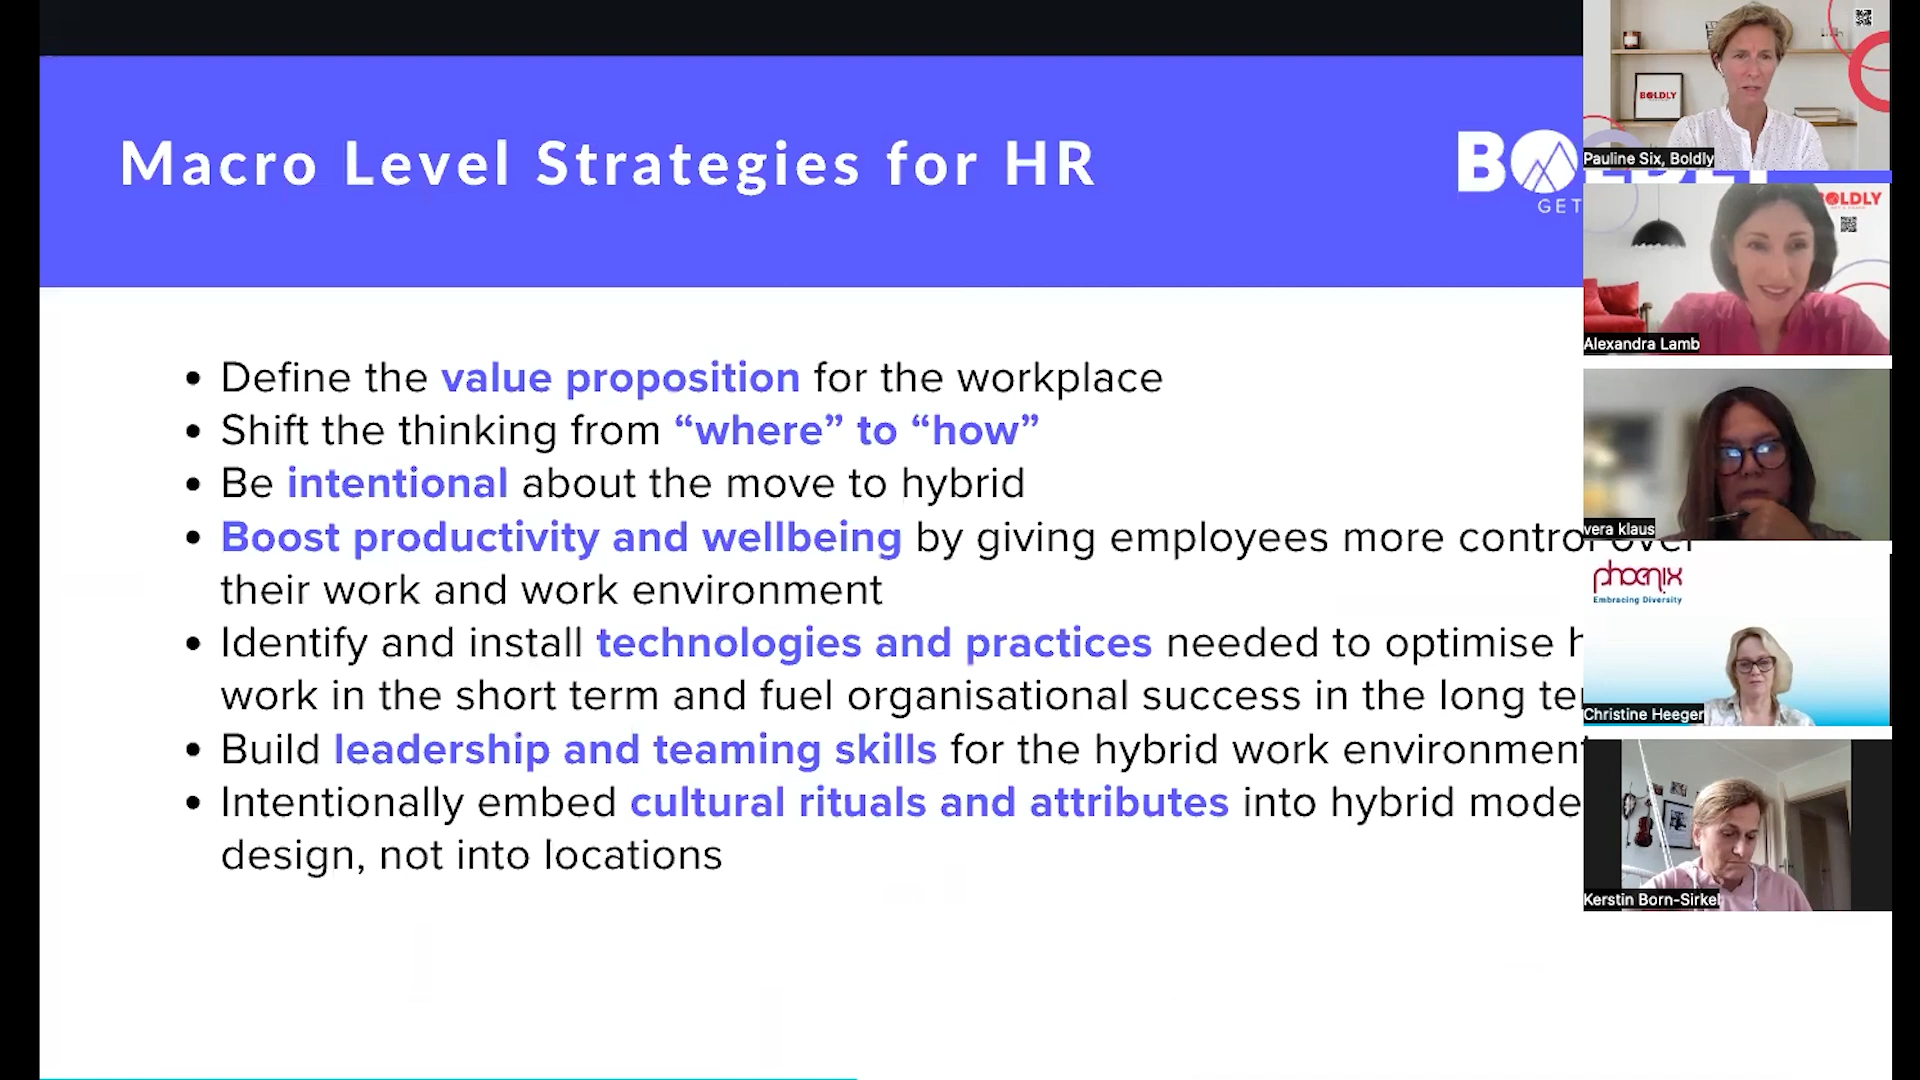 Macro Level Strategies for HR
GET
Define the value proposition for the workplace
Shift the thinking from “where” to “how”
Be intentional about the move to hybrid
Boost productivity and wellbeing by giving employees more control over
their work and work environment
Identify and install technologies and practices needed to optimise
work in the short term and fuel organisational success in the long
Build leadership and teaming skills for the hybrid work environment
Intentionally embed cultural rituals and attributes into hybrid
design, not into locations
BOLDLY
Pauline Six, Boldly
BOLDLY
Alexandra Lamb
vera klaus
phoenix
Embracing Diversity
Christine Heeger
Kerstin Born-Sirkel